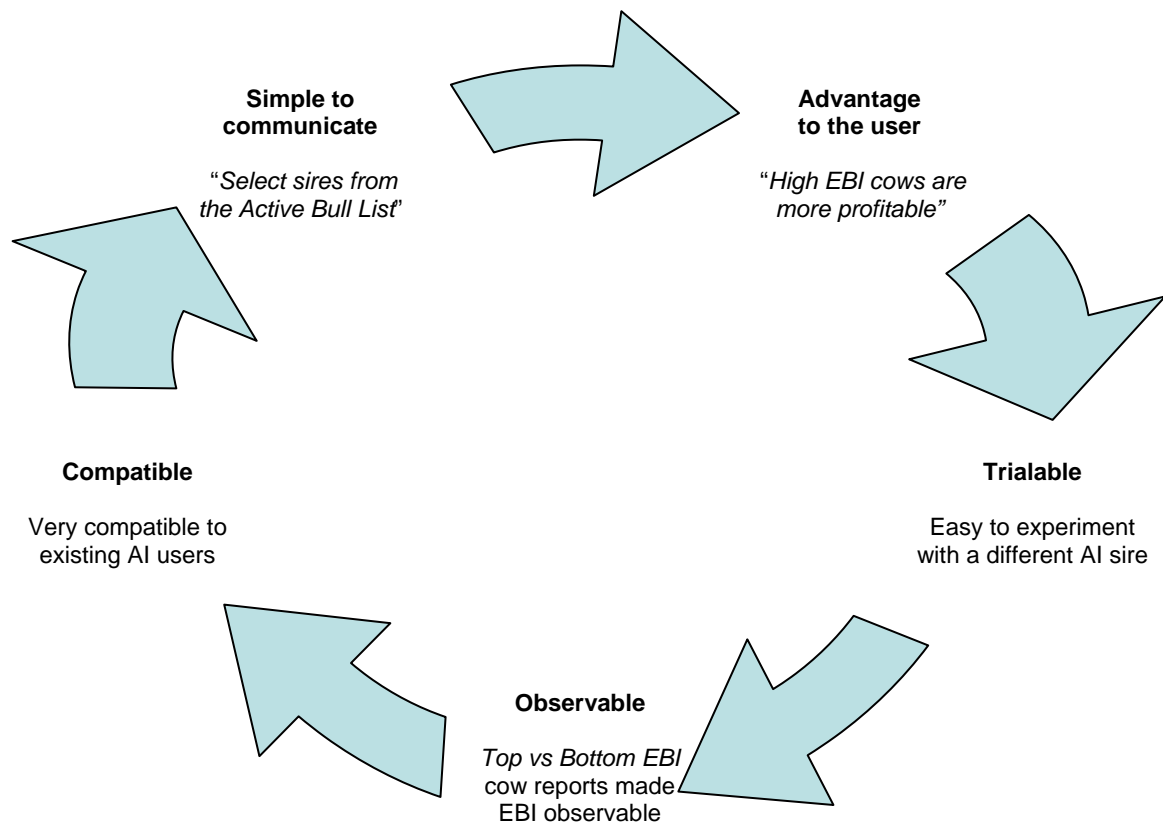 Simple to
communicate
“Select sires from
the Active Bull List”
Advantage
to the user
“High EBI cows are
more profitable”
Trialable
Easy to experiment
with a different AI sire
Observable
Top vs Bottom EBI
cow reports made
EBI observable
Compatible
Very compatible to
existing AI users